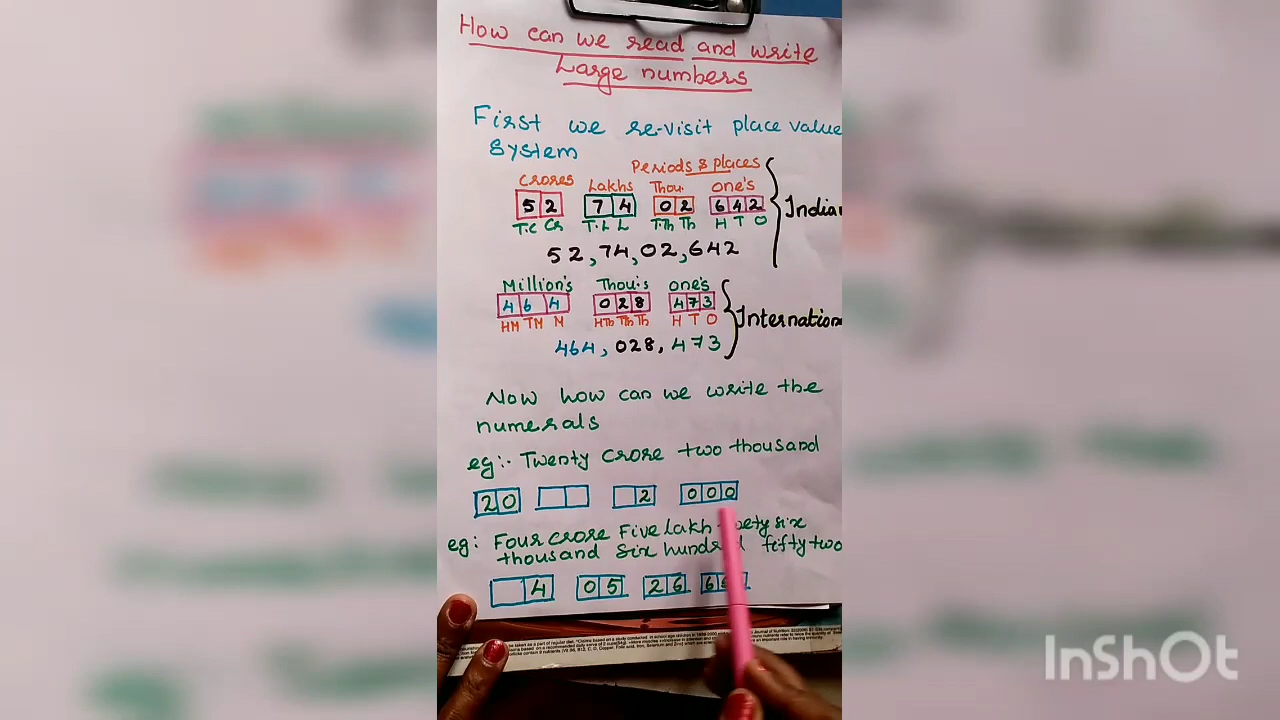 How can we read and write
Large numbers
First we re-visit place value
System
Periods & places
Crores Lakhs Thou. one's
5 2 7 4 0 2 6 4 2
T.C Cr T.L L T.Th Th H T O
Indian
52,74,02,642
Million's Thou.s one's
4 6 4 0 2 8 4 7 3
HM TM M HTh TTh Th H T O
International
464, 028, 473
Now how can we write the
numerals
eg:- Twenty crore two thousand
2 0 2 0 0 0
eg: Four crore Five Lakh six
thousand Six hundred fifty two
4 0 5 2 6 6
InShOt